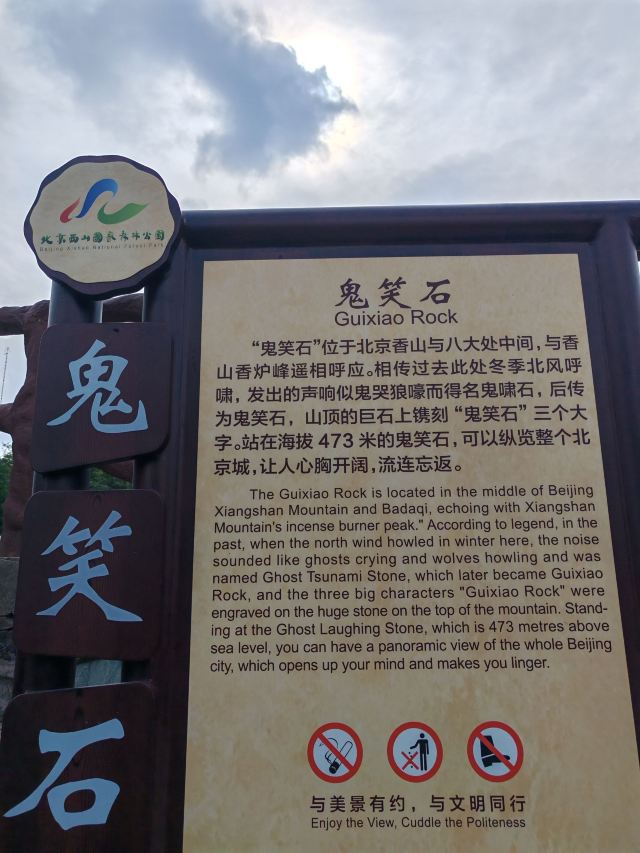 北京西山国家森林公园
Beijing Xishan National Forest Park
鬼
笑
石
鬼笑石
Guixiao Rock
“鬼笑石”位于北京香山与八大处中间，与香
山香炉峰遥相呼应。相传过去此处冬季北风呼
啸，发出的声响似鬼哭狼嚎而得名鬼啸石，后传
为鬼笑石，山顶的巨石上镌刻“鬼笑石”三个大
字。站在海拔 473 米的鬼笑石，可以纵览整个北
京城，让人心胸开阔，流连忘返。
The Guixiao Rock is located in the middle of Beijing
Xiangshan Mountain and Badaqi, echoing with Xiangshan
Mountain's incense burner peak." According to legend, in the
past, when the north wind howled in winter here, the noise
sounded like ghosts crying and wolves howling and was
named Ghost Tsunami Stone, which later became Guixiao
Rock, and the three big characters "Guixiao Rock" were
engraved on the huge stone on the top of the mountain. Stand-
ing at the Ghost Laughing Stone, which is 473 metres above
sea level, you can have a panoramic view of the whole Beijing
city, which opens up your mind and makes you linger.
与美景有约，与文明同行
Enjoy the View, Cuddle the Politeness